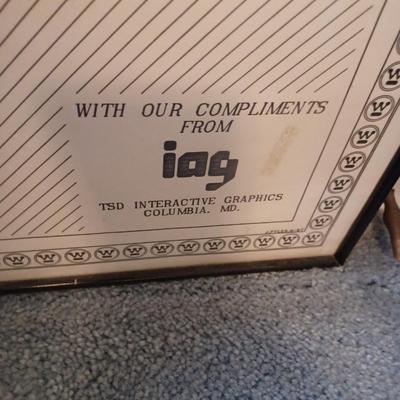 WITH OUR COMPLIMENTS
FROM
iag
TSD INTERACTIVE GRAPHICS
COLUMBIA. MD.